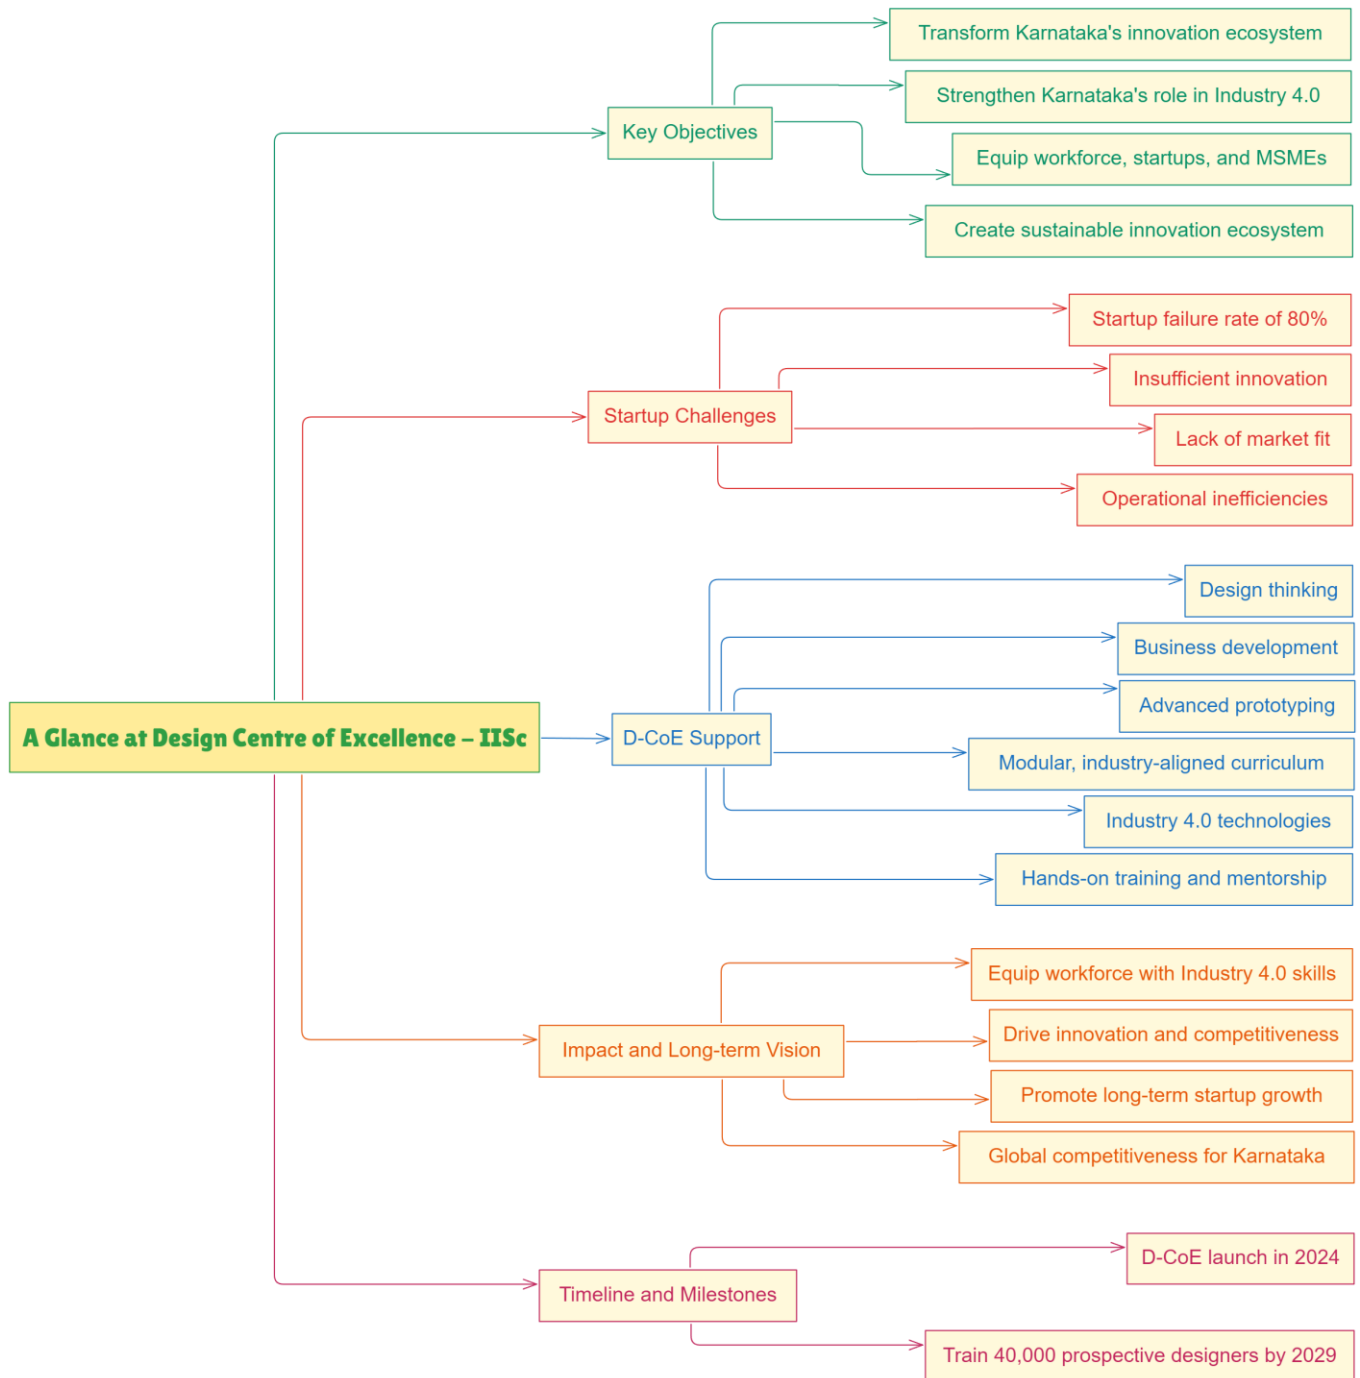 Transform Karnataka's innovation ecosystem
Strengthen Karnataka's role in Industry 4.0
Key Objectives
Equip workforce, startups, and MSMEs
Create sustainable innovation ecosystem
Startup failure rate of 80%
Insufficient innovation
Startup Challenges
Lack of market fit
Operational inefficiencies
Design thinking
Business development
Advanced prototyping
A Glance at Design Centre of Excellence – IISc
D-CoE Support
Modular, industry-aligned curriculum
Industry 4.0 technologies
Hands-on training and mentorship
Equip workforce with Industry 4.0 skills
Drive innovation and competitiveness
Impact and Long-term Vision
Promote long-term startup growth
Global competitiveness for Karnataka
D-CoE launch in 2024
Timeline and Milestones
Train 40,000 prospective designers by 2029